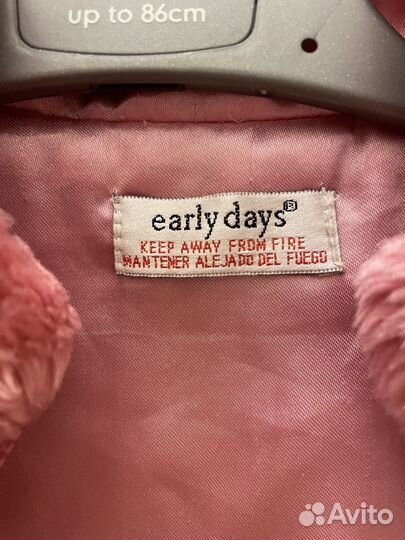 up to 86cm
early days®
KEEP AWAY FROM FIRE
MANTENER ALEJADO DEL FUEGO
Avito